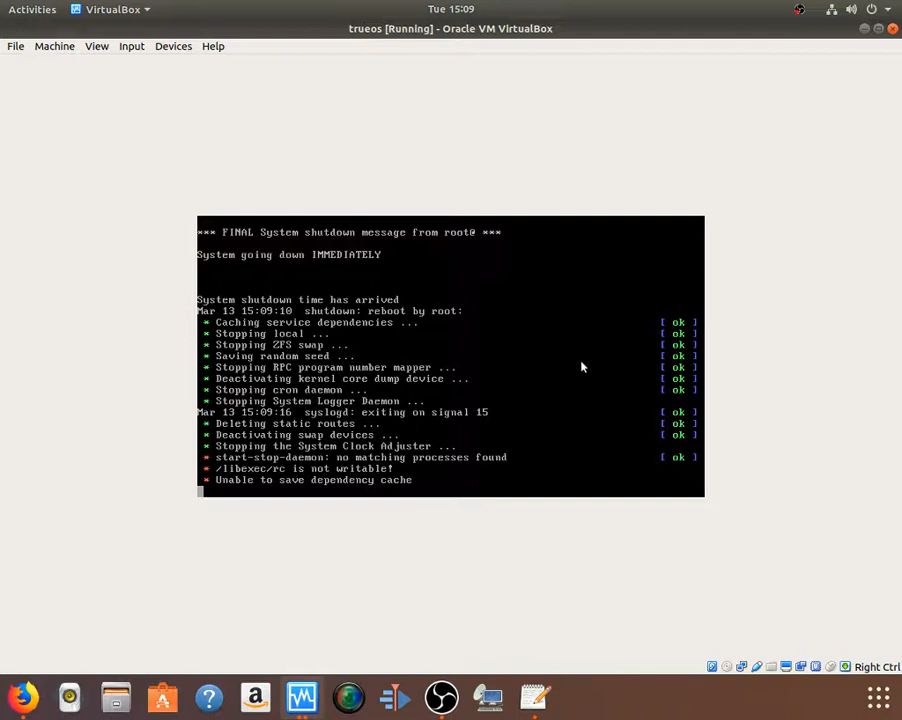 Activities VirtualBox Tue 15:09
trueos [Running] - Oracle VM VirtualBox
File Machine View Input Devices Help
*** FINAL System shutdown message from root@ ***
System going down IMMEDIATELY
System shutdown time has arrived
Mar 13 15:09:10 shutdown: reboot by root:
* Caching service dependencies ... [ ok ]
* Stopping local ... [ ok ]
* Stopping ZFS swap ... [ ok ]
* Saving random seed ... [ ok ]
* Stopping RPC program number mapper ... [ ok ]
* Deactivating kernel core dump device ... [ ok ]
* Stopping cron daemon ... [ ok ]
* Stopping System Logger Daemon ...
Mar 13 15:09:16 syslogd: exiting on signal 15 [ ok ]
* Deleting static routes ... [ ok ]
* Deactivating swap devices ... [ ok ]
* Stopping the System Clock Adjuster ...
* start-stop-daemon: no matching processes found [ ok ]
* /libexec/rc is not writable!
* Unable to save dependency cache
Right Ctrl